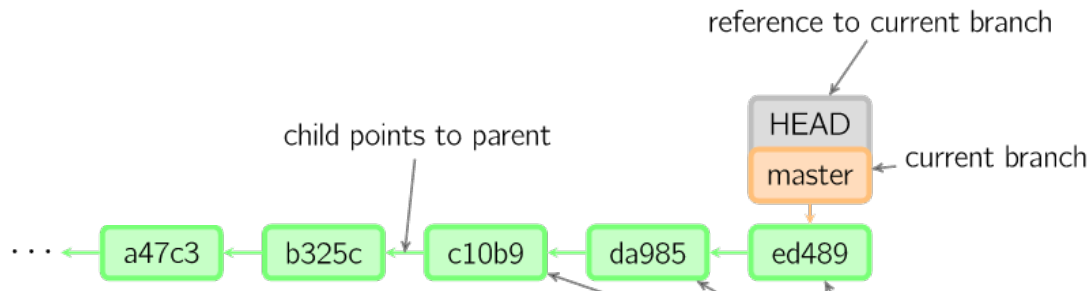 reference to current branch
HEAD
child points to parent
current branch
master
... a47c3 b325c c10b9 da985 ed489